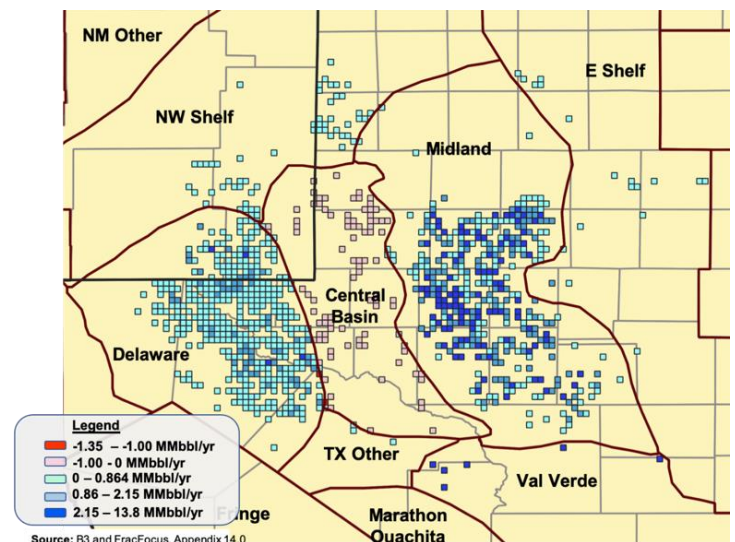 NM Other
E Shelf
NW Shelf
Midland
Central
Basin
Delaware
Legend
-1.35 – -1.00 MMbbl/yr
-1.00 - 0 MMbbl/yr
0 – 0.864 MMbbl/yr
0.86 – 2.15 MMbbl/yr
2.15 – 13.8 MMbbl/yr
TX Other
Val Verde
Fringe
Marathon
Ouachita
Source: B3 and FracFocus, Appendix 14.0